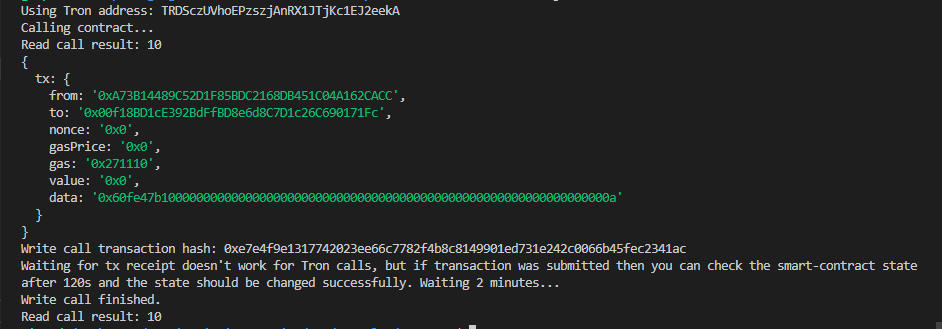 Using Tron address: TRDSczUVhoEPzszjAnRX1JTjKc1EJ2eekA
Calling contract...
Read call result: 10
{
  tx: {
    from: '0xA73B14489C52D1F85BDC2168DB451C04A162CACC',
    to: '0x00f18BD1cE392BdFfBD8e6d8C7D1c26C690171Fc',
    nonce: '0x0',
    gasPrice: '0x0',
    gas: '0x271110',
    value: '0x0',
    data: '0x60fe47b1000000000000000000000000000000000000000000000000000000000000000a'
  }
}
Write call transaction hash: 0xe7e4f9e1317742023ee66c7782f4b8c8149901ed731e242c0066b45fec2341ac
Waiting for tx receipt doesn't work for Tron calls, but if transaction was submitted then you can check the smart-contract state
after 120s and the state should be changed successfully. Waiting 2 minutes...
Write call finished.
Read call result: 10